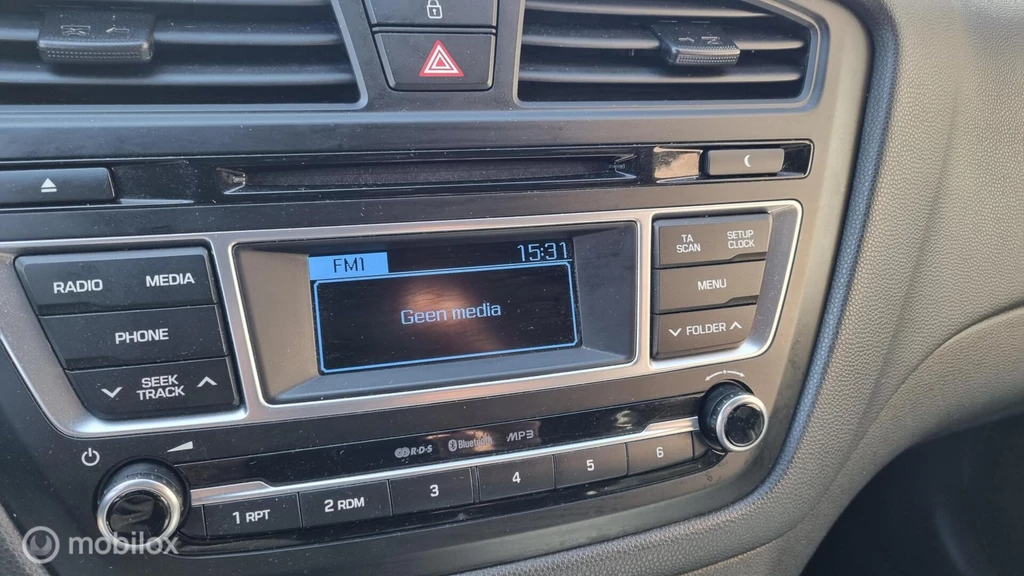 FM1
15:31
Geen media
RADIO
MEDIA
PHONE
SEEK
TRACK
TA
SCAN
SETUP
CLOCK
MENU
FOLDER
R·D·S
Bluetooth
MP3
1 RPT
2 RDM
3
4
5
6
mobilox